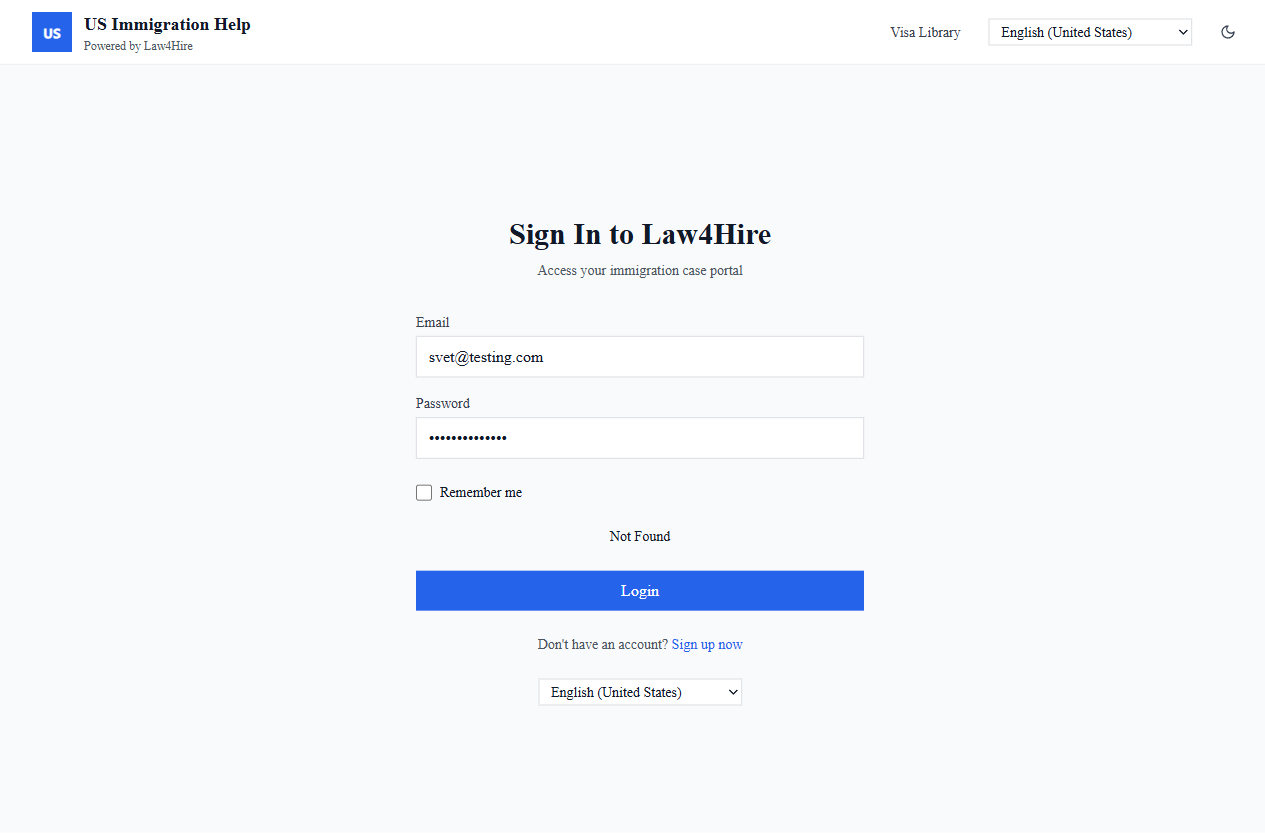 US
US Immigration Help
Powered by Law4Hire
Visa Library
English (United States)
Sign In to Law4Hire
Access your immigration case portal
Email
svet@testing.com
Password
••••••••••••••
Remember me
Not Found
Login
Don't have an account? Sign up now
English (United States)